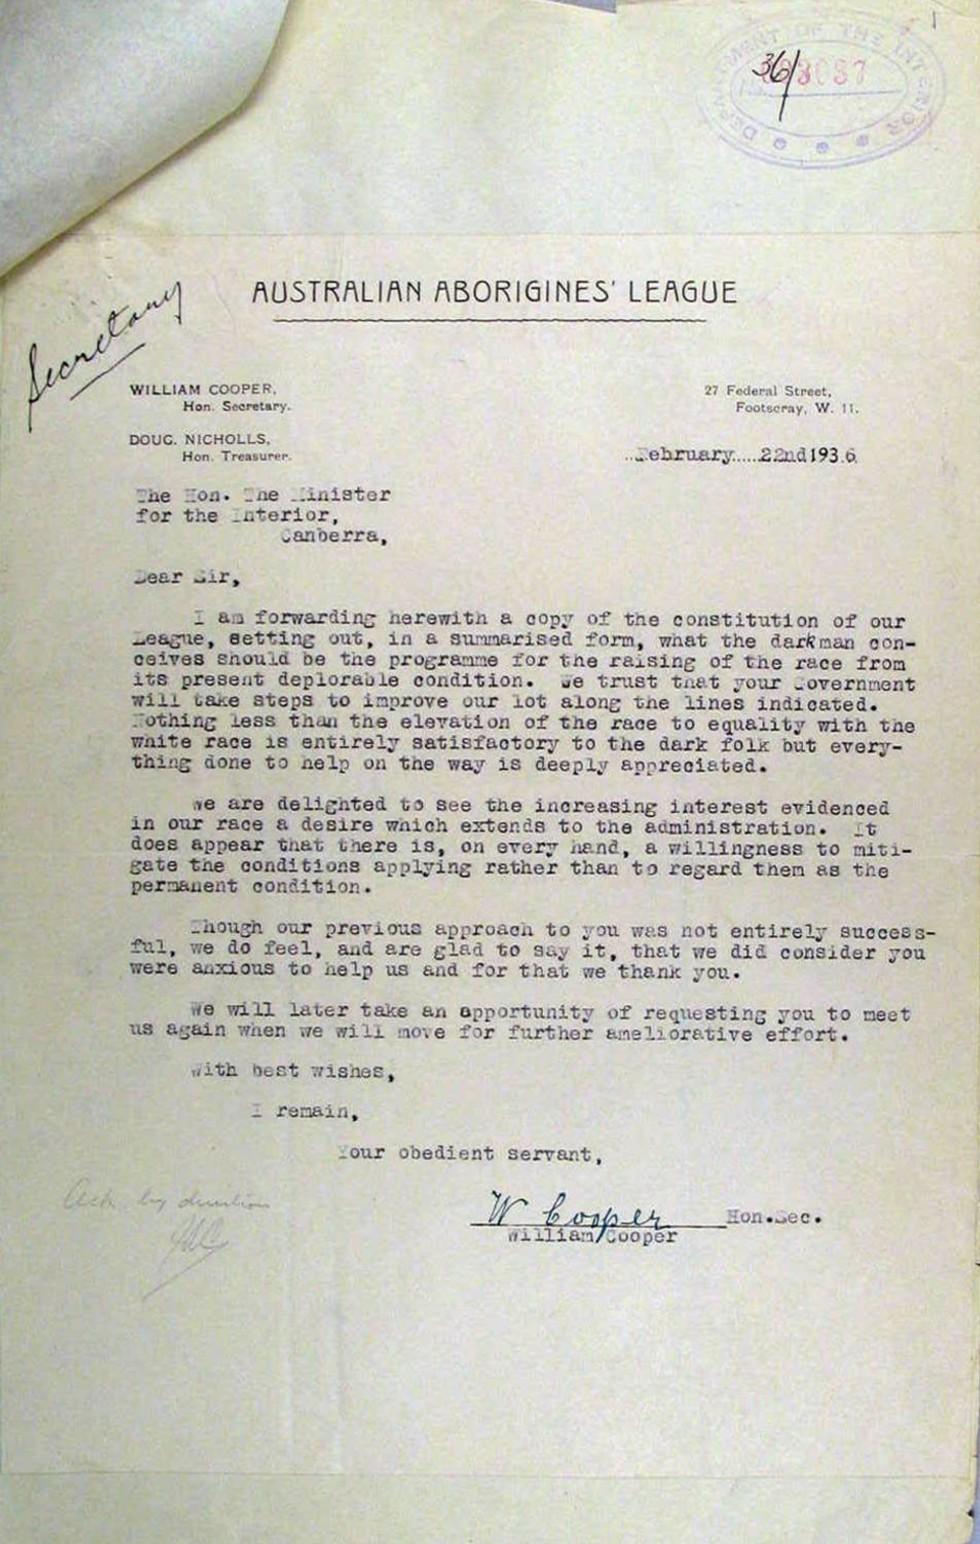 1
DEPARTMENT OF THE INTERIOR
36/
3087
AUSTRALIAN ABORIGINES' LEAGUE
Secretary
WILLIAM COOPER,
Hon. Secretary.
27 Federal Street,
Footscray, W. 11.
DOUG. NICHOLLS,
Hon. Treasurer.
February 22nd 1936
The Hon. The Minister
for the Interior,
Canberra,
Dear Sir,
I am forwarding herewith a copy of the constitution of our
League, setting out, in a summarised form, what the darkman con-
ceives should be the programme for the raising of the race from
its present deplorable condition. We trust that your Government
will take steps to improve our lot along the lines indicated.
Nothing less than the elevation of the race to equality with the
white race is entirely satisfactory to the dark folk but every-
thing done to help on the way is deeply appreciated.
We are delighted to see the increasing interest evidenced
in our race a desire which extends to the administration. It
does appear that there is, on every hand, a willingness to miti-
gate the conditions applying rather than to regard them as the
permanent condition.
Though our previous approach to you was not entirely success-
ful, we do feel, and are glad to say it, that we did consider you
were anxious to help us and for that we thank you.
We will later take an opportunity of requesting you to meet
us again when we will move for further ameliorative effort.
With best wishes,
I remain,
Your obedient servant,
Ack by direction
W Cooper Hon.Sec.
William Cooper